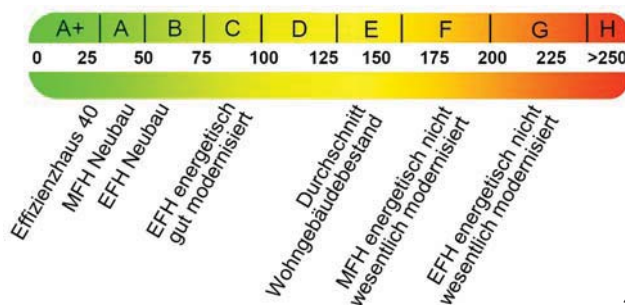 A+ A B C D E F G H
0 25 50 75 100 125 150 175 200 225 >250
Effizienzhaus 40
MFH Neubau
EFH Neubau
EFH energetisch
gut modernisiert
Durchschnitt
Wohngebäudebestand
MFH energetisch nicht
wesentlich modernisiert
EFH energetisch nicht
wesentlich modernisiert